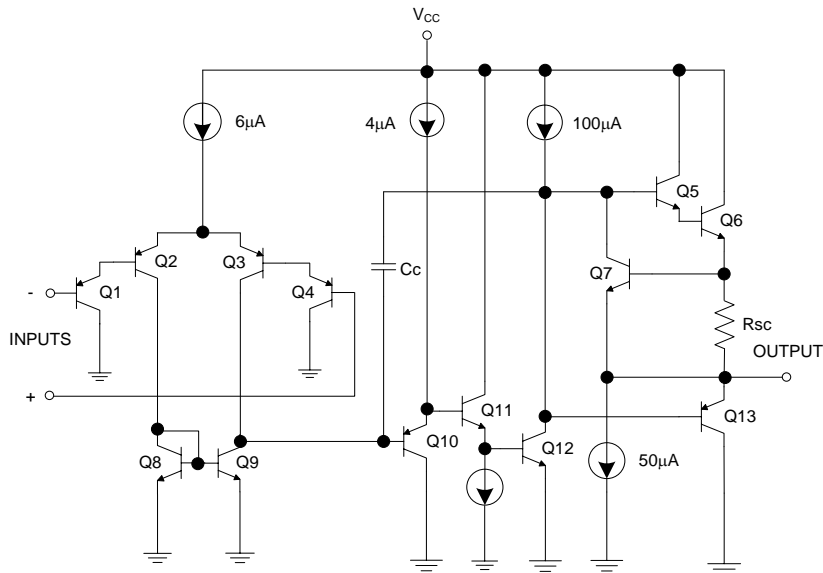 VCC
6µA
4µA
100µA
Q5
Q6
Q2
Q3
Q7
Q1
Q4
Cc
-
INPUTS
Rsc
OUTPUT
+
Q11
Q13
Q8
Q9
Q10
Q12
50µA